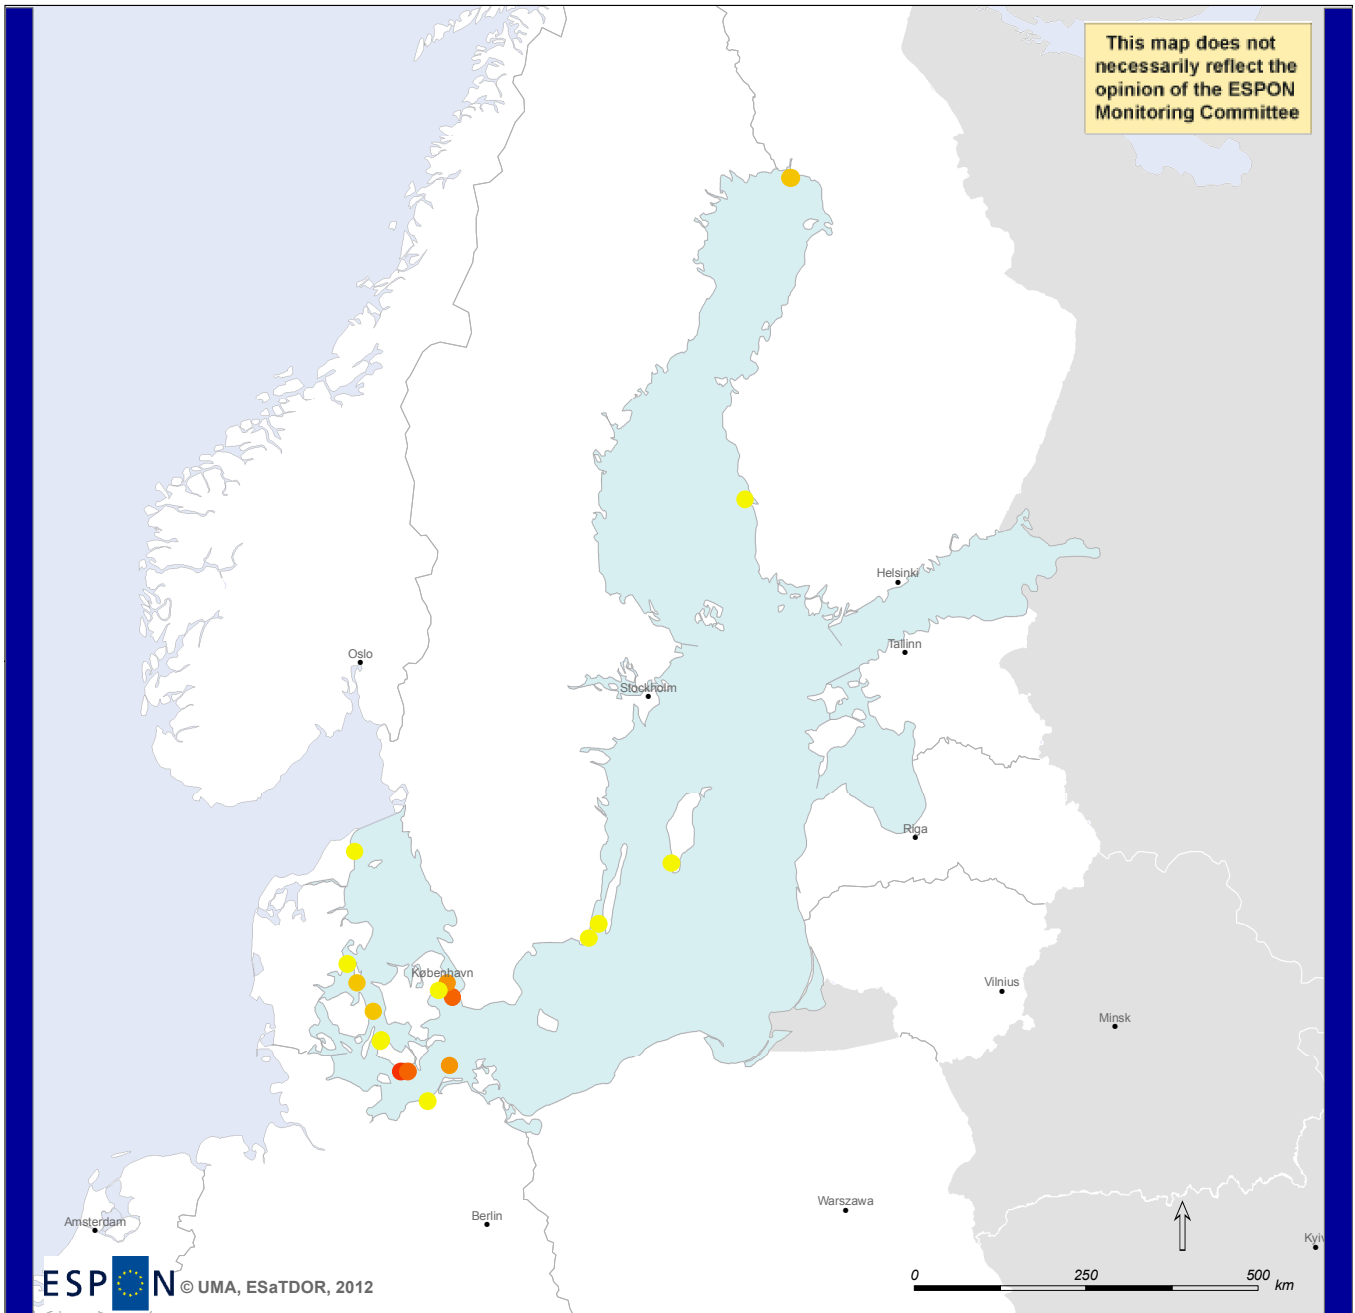 This map does not
necessarily reflect the
opinion of the ESPON
Monitoring Committee
Helsinki
Tallinn
Oslo
Stockholm
Riga
København
Vilnius
Minsk
Warszawa
Berlin
Amsterdam
Kyiv
ESPON © UMA, ESaTDOR, 2012
0 250 500 km